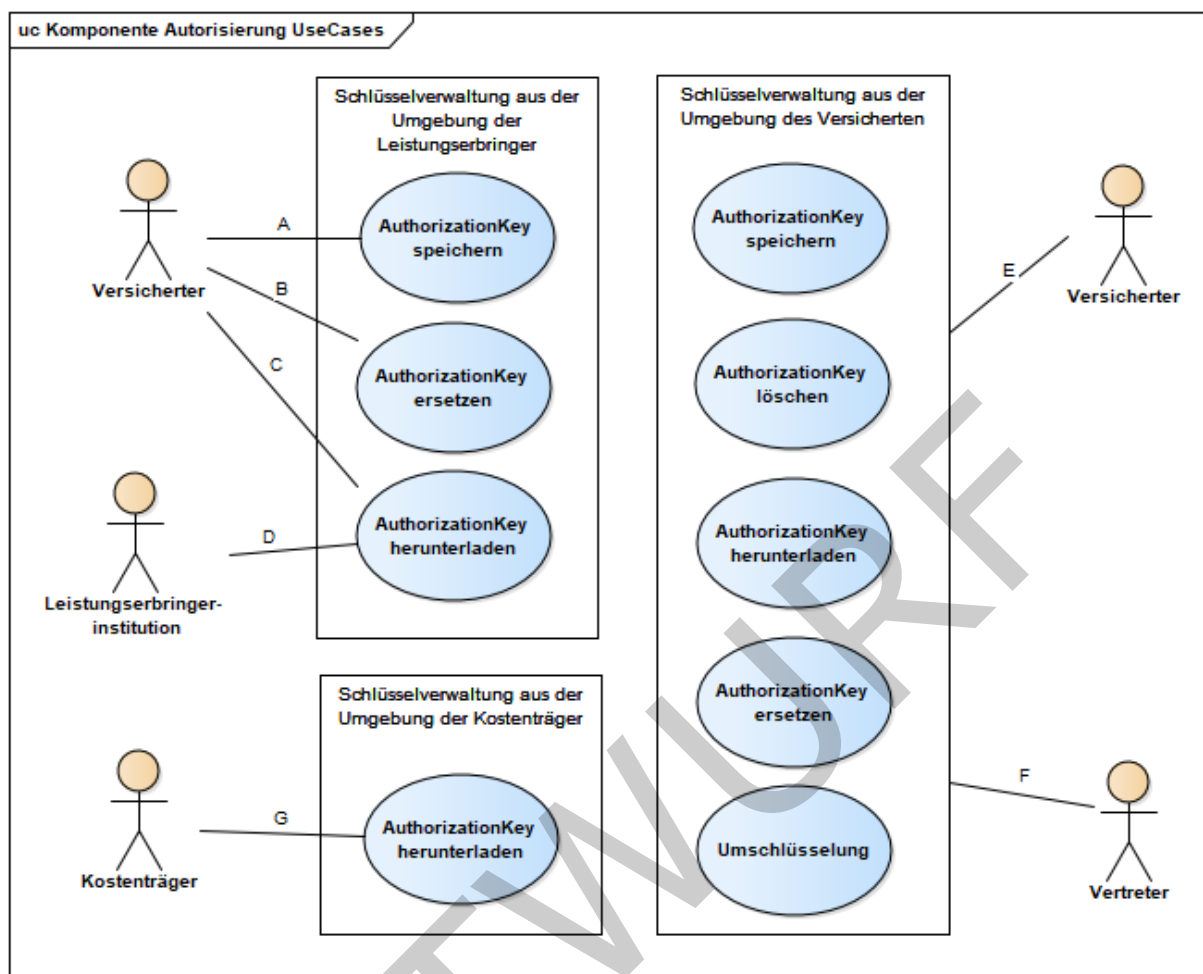 uc Komponente Autorisierung UseCases
Schlüsselverwaltung aus der
Umgebung der
Leistungserbringer
AuthorizationKey
speichern
AuthorizationKey
ersetzen
AuthorizationKey
herunterladen
Versicherter
A
B
C
Leistungserbringer-
institution
D
Schlüsselverwaltung aus der
Umgebung der Kostenträger
AuthorizationKey
herunterladen
Kostenträger
G
Schlüsselverwaltung aus der
Umgebung des Versicherten
AuthorizationKey
speichern
AuthorizationKey
löschen
AuthorizationKey
herunterladen
AuthorizationKey
ersetzen
Umschlüsselung
E
Versicherter
F
Vertreter
TWURF